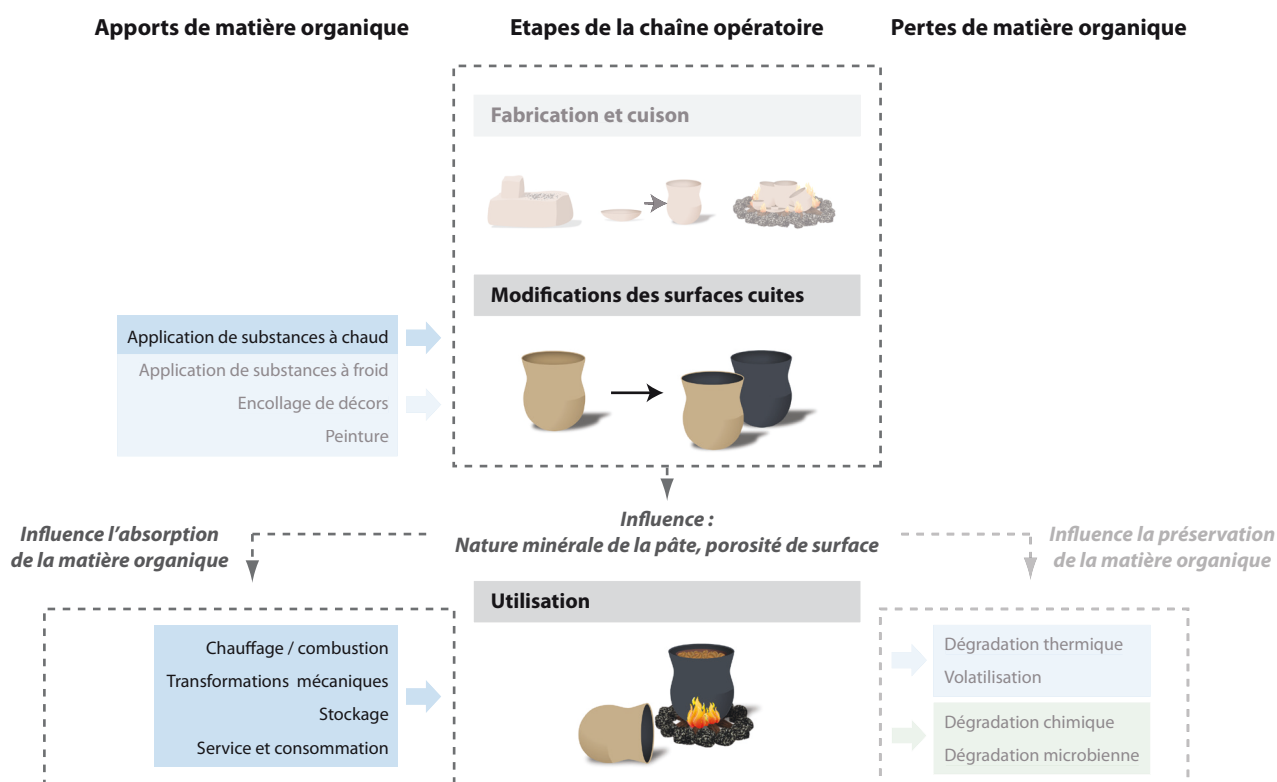 Apports de matière organique
Etapes de la chaîne opératoire
Pertes de matière organique
Fabrication et cuison
Modifications des surfaces cuites
Application de substances à chaud
Application de substances à froid
Encollage de décors
Peinture
Influence l'absorption
de la matière organique
Influence :
Nature minérale de la pâte, porosité de surface
Influence la préservation
de la matière organique
Utilisation
Chauffage / combustion
Transformations mécaniques
Stockage
Service et consommation
Dégradation thermique
Volatilisation
Dégradation chimique
Dégradation microbienne